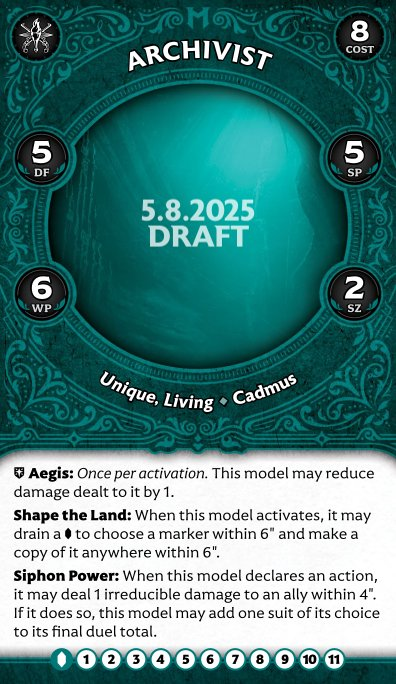 ARCHIVIST
8
COST
5
DF
5
SP
5.8.2025
DRAFT
6
WP
2
SZ
Unique, Living ⬥ Cadmus
Aegis: Once per activation. This model may reduce
damage dealt to it by 1.
Shape the Land: When this model activates, it may
drain a ⬮ to choose a marker within 6" and make a
copy of it anywhere within 6".
Siphon Power: When this model declares an action,
it may deal 1 irreducible damage to an ally within 4".
If it does so, this model may add one suit of its choice
to its final duel total.
1 2 3 4 5 6 7 8 9 10 11